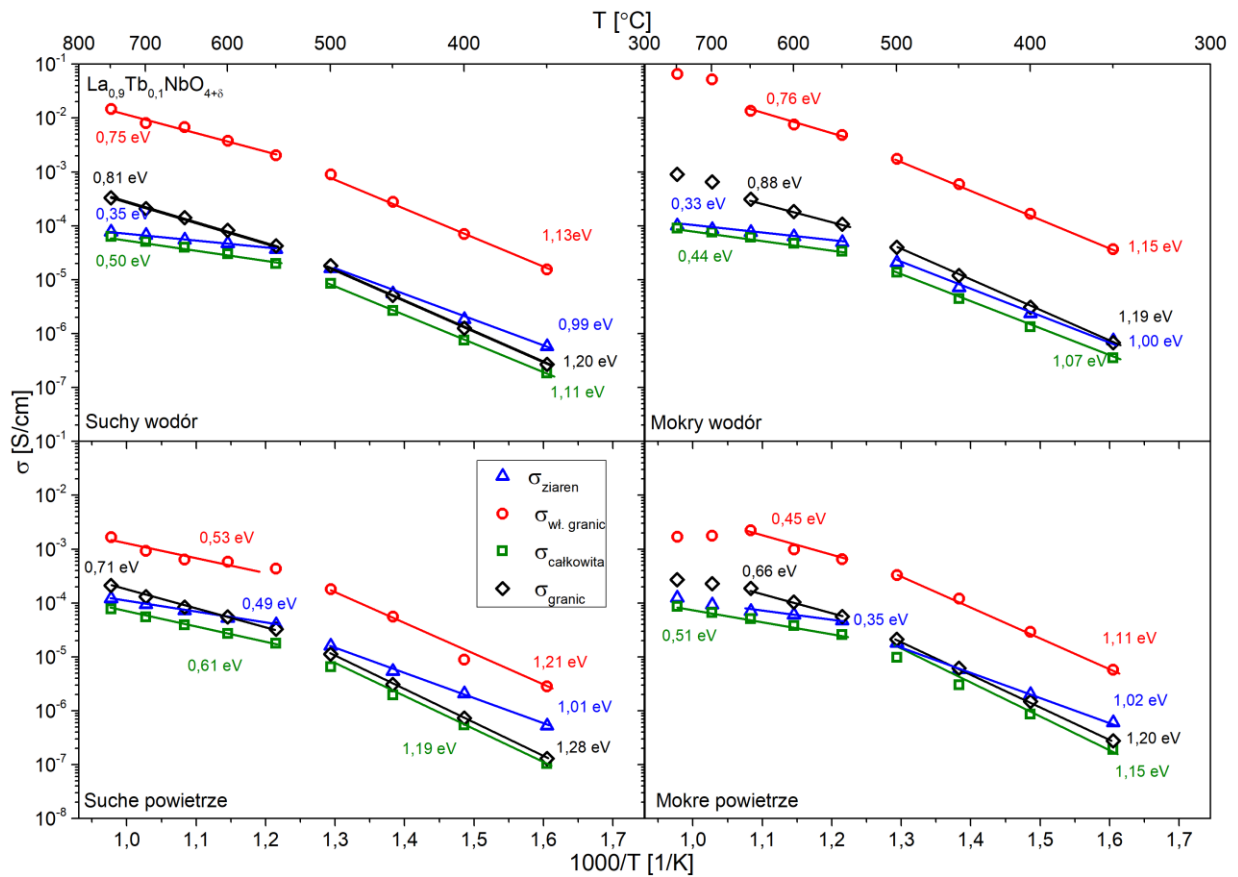 T [°C]
800 700 600 500 400 300 700 600 500 400 300
La0,9Tb0,1NbO4+δ
10-1
10-2
10-3
10-4
10-5
10-6
10-7
0,75 eV
0,81 eV
0,35 eV
0,50 eV
1,13eV
0,99 eV
1,20 eV
1,11 eV
Suchy wodór
0,76 eV
0,88 eV
0,33 eV
0,44 eV
1,15 eV
1,19 eV
1,00 eV
1,07 eV
Mokry wodór
σ [S/cm]
10-1
10-2
10-3
10-4
10-5
10-6
10-7
10-8
σziaren
σwł. granic
σcałkowita
σgranic
0,53 eV
0,71 eV
0,49 eV
0,61 eV
1,21 eV
1,01 eV
1,28 eV
1,19 eV
Suche powietrze
0,45 eV
0,66 eV
0,35 eV
0,51 eV
1,11 eV
1,02 eV
1,20 eV
1,15 eV
Mokre powietrze
1,0 1,1 1,2 1,3 1,4 1,5 1,6 1,7 1,0 1,1 1,2 1,3 1,4 1,5 1,6 1,7
1000/T [1/K]